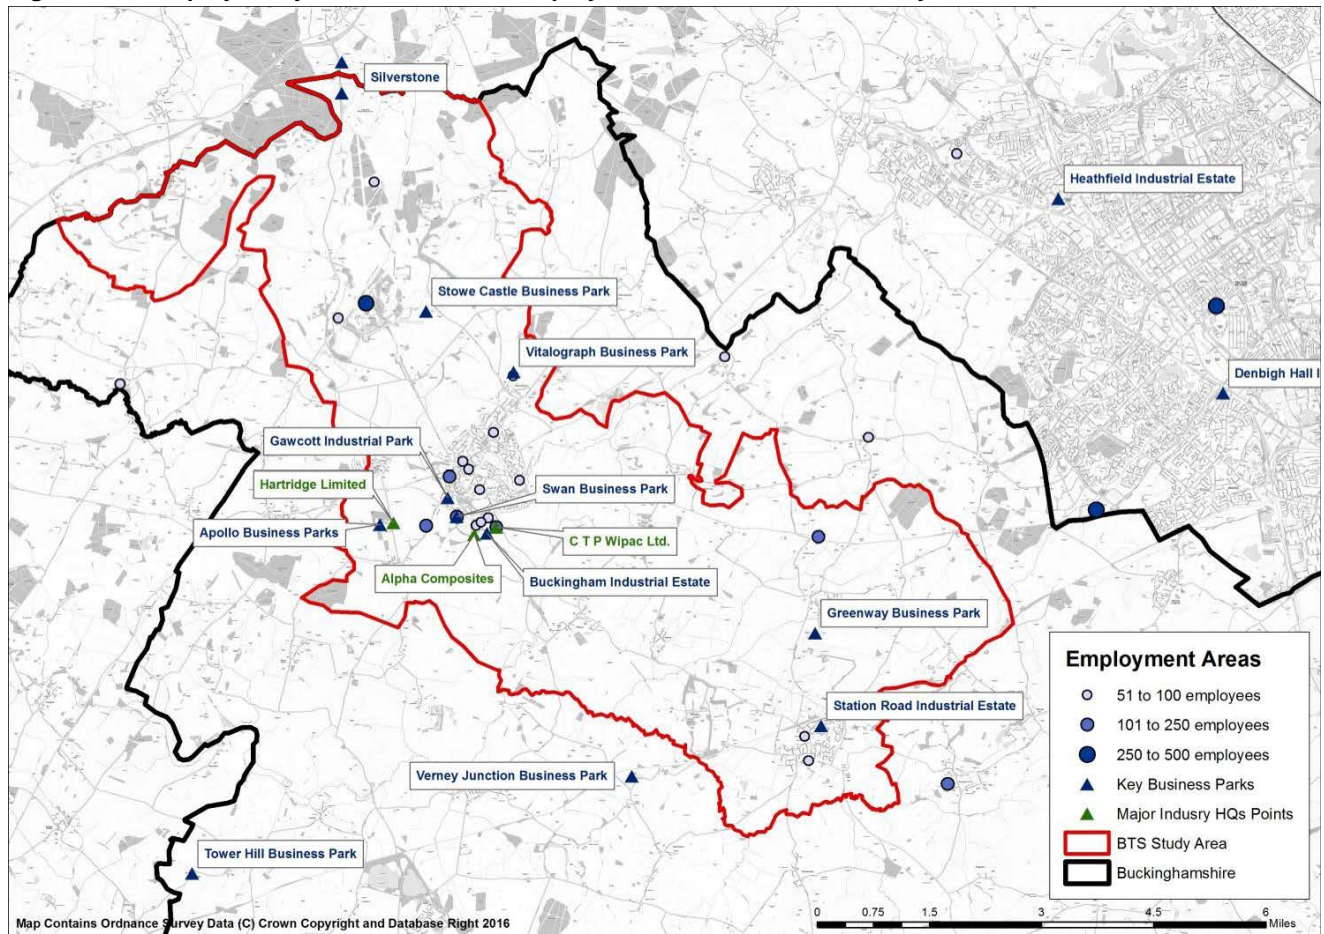 Silverstone
Heathfield Industrial Estate
Stowe Castle Business Park
Vitalograph Business Park
Denbigh Hall I
Gawcott Industrial Park
Hartridge Limited
Swan Business Park
Apollo Business Parks
C T P Wipac Ltd.
Alpha Composites
Buckingham Industrial Estate
Greenway Business Park
Station Road Industrial Estate
Verney Junction Business Park
Tower Hill Business Park
Employment Areas
51 to 100 employees
101 to 250 employees
250 to 500 employees
Key Business Parks
Major Indusry HQs Points
BTS Study Area
Buckinghamshire
Map Contains Ordnance Survey Data (C) Crown Copyright and Database Right 2016
0 0.75 1.5 3 4.5 6
Miles